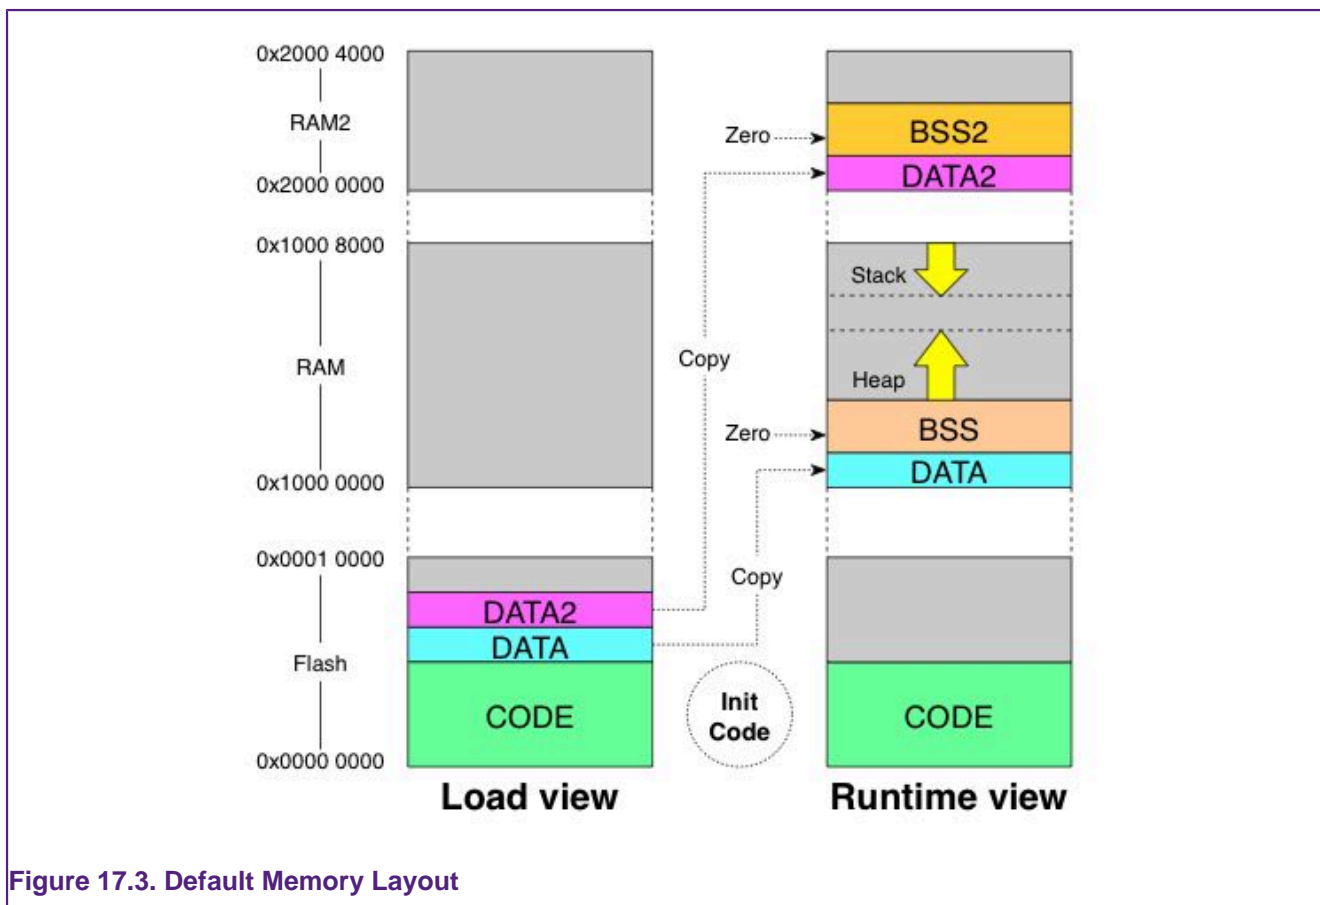 0x2000 4000
RAM2
0x2000 0000
0x1000 8000
RAM
0x1000 0000
0x0001 0000
Flash
0x0000 0000
DATA2
DATA
CODE
Load view
Zero
Copy
Zero
Copy
Init
Code
BSS2
DATA2
Stack
Heap
BSS
DATA
CODE
Runtime view
Figure 17.3. Default Memory Layout